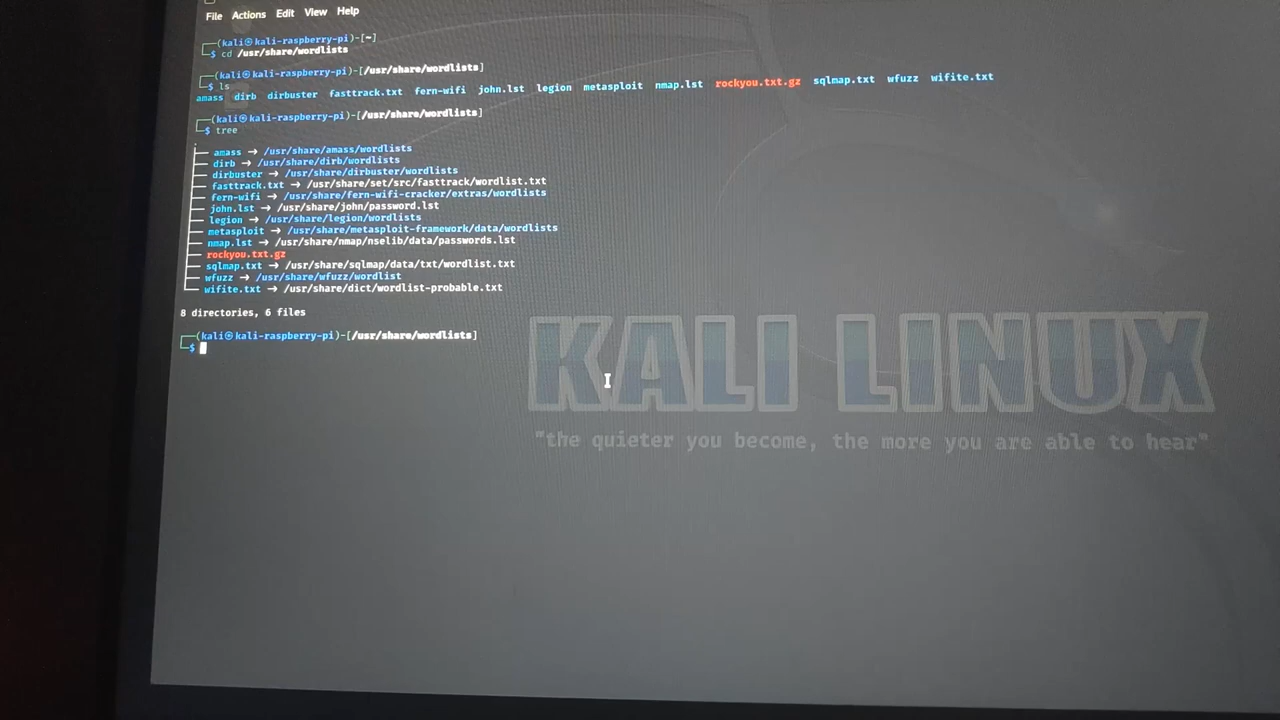 File Actions Edit View Help
┌──(kali㉿kali-raspberry-pi)-[~]
└─$ cd /usr/share/wordlists
┌──(kali㉿kali-raspberry-pi)-[/usr/share/wordlists]
└─$ ls
amass dirb dirbuster fasttrack.txt fern-wifi john.lst legion metasploit nmap.lst rockyou.txt.gz sqlmap.txt wfuzz wifite.txt
┌──(kali㉿kali-raspberry-pi)-[/usr/share/wordlists]
└─$ tree
.
├── amass → /usr/share/amass/wordlists
├── dirb → /usr/share/dirb/wordlists
├── dirbuster → /usr/share/dirbuster/wordlists
├── fasttrack.txt → /usr/share/set/src/fasttrack/wordlist.txt
├── fern-wifi → /usr/share/fern-wifi-cracker/extras/wordlists
├── john.lst → /usr/share/john/password.lst
├── legion → /usr/share/legion/wordlists
├── metasploit → /usr/share/metasploit-framework/data/wordlists
├── nmap.lst → /usr/share/nmap/nselib/data/passwords.lst
├── rockyou.txt.gz
├── sqlmap.txt → /usr/share/sqlmap/data/txt/wordlist.txt
├── wfuzz → /usr/share/wfuzz/wordlist
└── wifite.txt → /usr/share/dict/wordlist-probable.txt
8 directories, 6 files
┌──(kali㉿kali-raspberry-pi)-[/usr/share/wordlists]
└─$
KALI LINUX
"the quieter you become, the more you are able to hear"